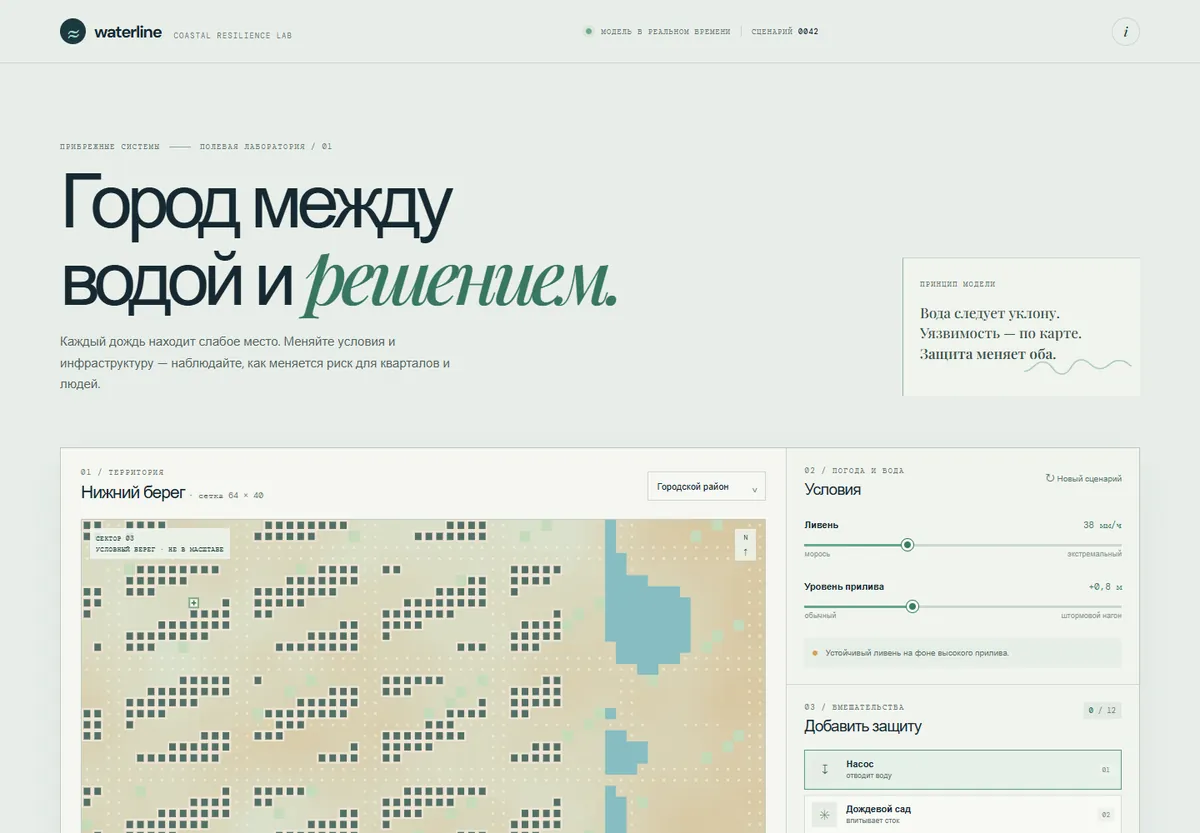 waterline COASTAL RESILIENCE LAB
МОДЕЛЬ В РЕАЛЬНОМ ВРЕМЕНИ СЦЕНАРИЙ 0042
i
ПРИБРЕЖНЫЕ СИСТЕМЫ —— ПОЛЕВАЯ ЛАБОРАТОРИЯ / 01
Город между
водой и решением.
Каждый дождь находит слабое место. Меняйте условия и
инфраструктуру — наблюдайте, как меняется риск для кварталов и
людей.
ПРИНЦИП МОДЕЛИ
Вода следует уклону.
Уязвимость — по карте.
Защита меняет оба.
01 / ТЕРРИТОРИЯ
Нижний берег · сетка 64 × 40
Городской район
СЕКТОР 03
УСЛОВНЫЙ БЕРЕГ · НЕ В МАСШТАБЕ
N
↑
02 / ПОГОДА И ВОДА
Условия
↻ Новый сценарий
Ливень 38 мм/ч
морось экстремальный
Уровень прилива +0,8 м
обычный штормовой нагон
Устойчивый ливень на фоне высокого прилива.
03 / ВМЕШАТЕЛЬСТВА
Добавить защиту
0 / 12
Насос
отводит воду
01
Дождевой сад
впитывает сток
02